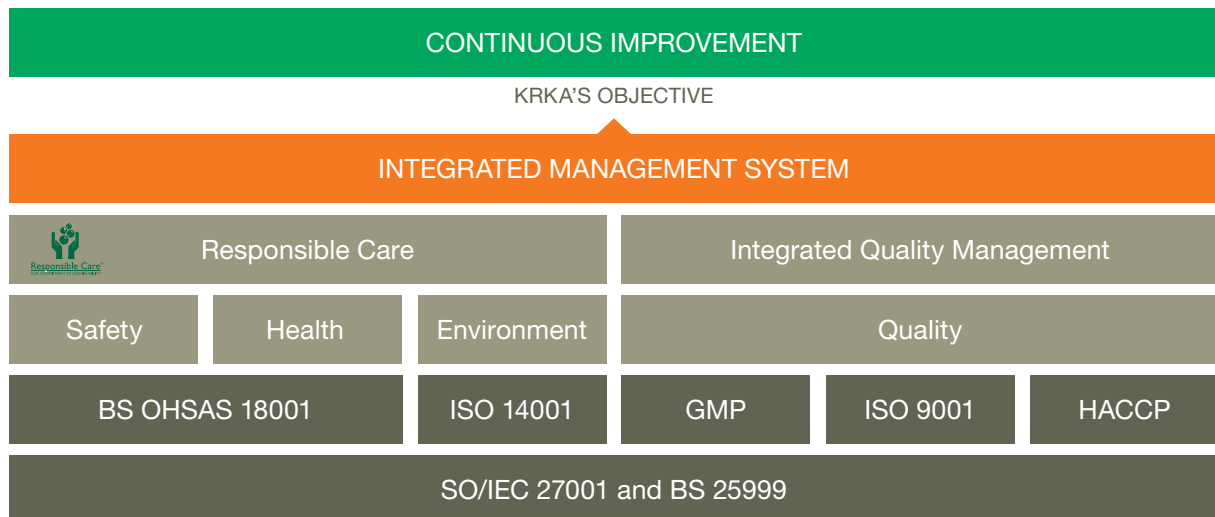 CONTINUOUS IMPROVEMENT
KRKA'S OBJECTIVE
INTEGRATED MANAGEMENT SYSTEM
Responsible Care®
Responsible Care
Integrated Quality Management
Safety
Health
Environment
Quality
BS OHSAS 18001
ISO 14001
GMP
ISO 9001
HACCP
SO/IEC 27001 and BS 25999